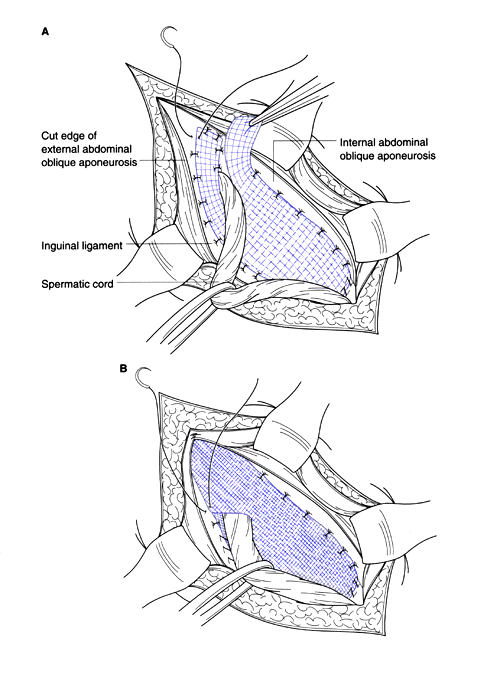 A
Cut edge of
external abdominal
oblique aponeurosis
Internal abdominal
oblique aponeurosis
Inguinal ligament
Spermatic cord
B